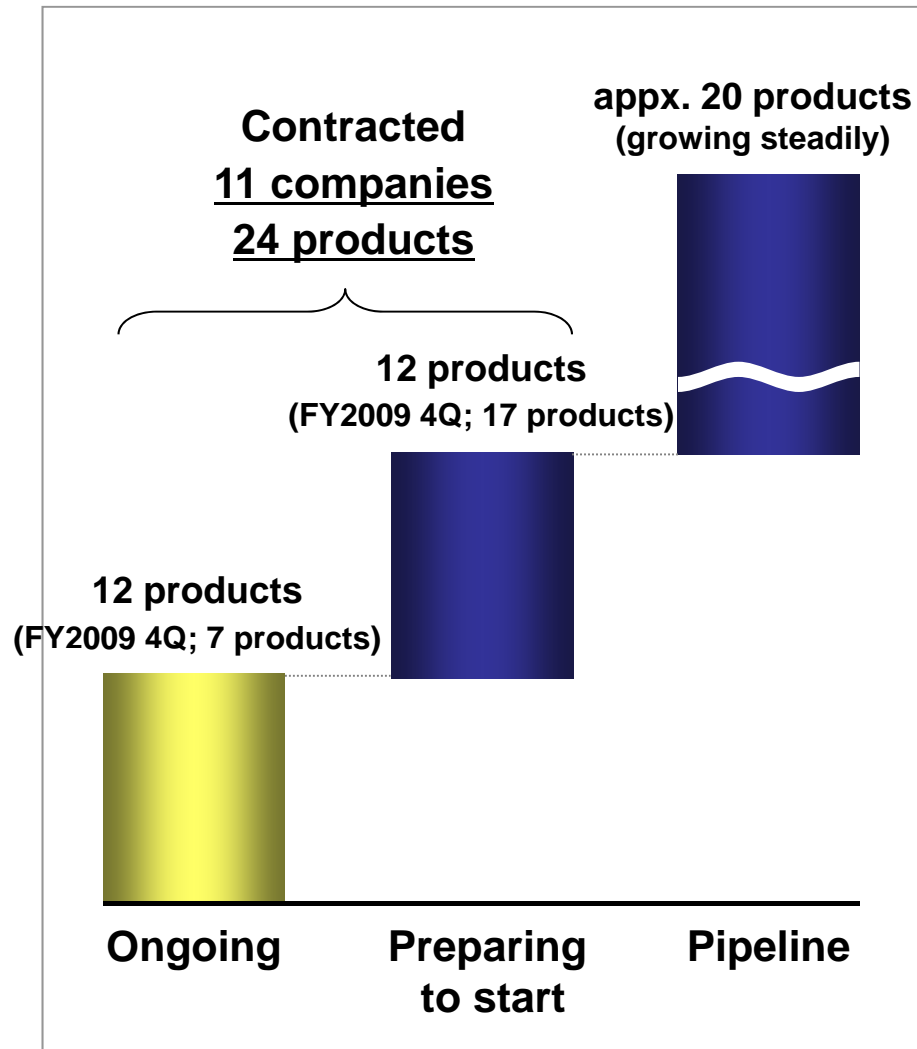 appx. 20 products
(growing steadily)
Contracted
11 companies
24 products
12 products
(FY2009 4Q; 17 products)
12 products
(FY2009 4Q; 7 products)
Ongoing
Preparing
to start
Pipeline